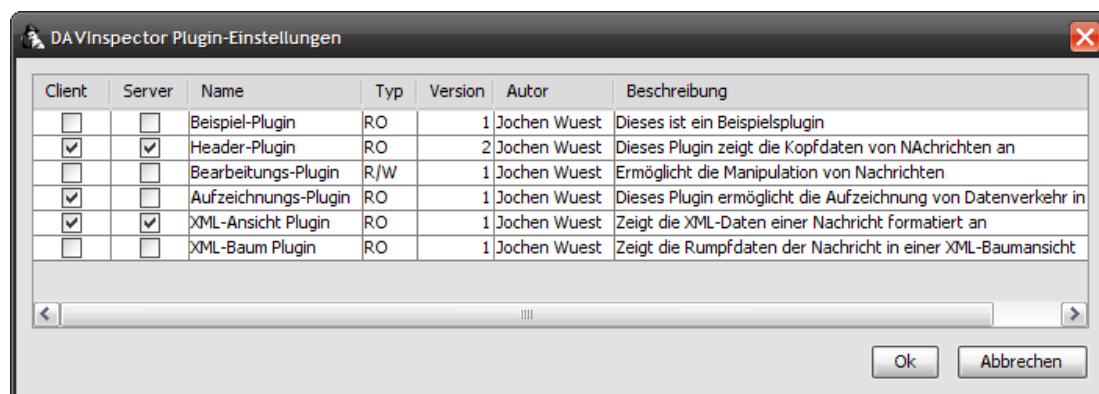 DAVInspector Plugin-Einstellungen
Client Server Name Typ Version Autor Beschreibung
Beispiel-Plugin RO 1 Jochen Wuest Dieses ist ein Beispielsplugin
Header-Plugin RO 2 Jochen Wuest Dieses Plugin zeigt die Kopfdaten von NAchrichten an
Bearbeitungs-Plugin R/W 1 Jochen Wuest Ermöglicht die Manipulation von Nachrichten
Aufzeichnungs-Plugin RO 1 Jochen Wuest Dieses Plugin ermöglicht die Aufzeichnung von Datenverkehr in
XML-Ansicht Plugin RO 1 Jochen Wuest Zeigt die XML-Daten einer Nachricht formatiert an
XML-Baum Plugin RO 1 Jochen Wuest Zeigt die Rumpfdaten der Nachricht in einer XML-Baumansicht
Ok Abbrechen